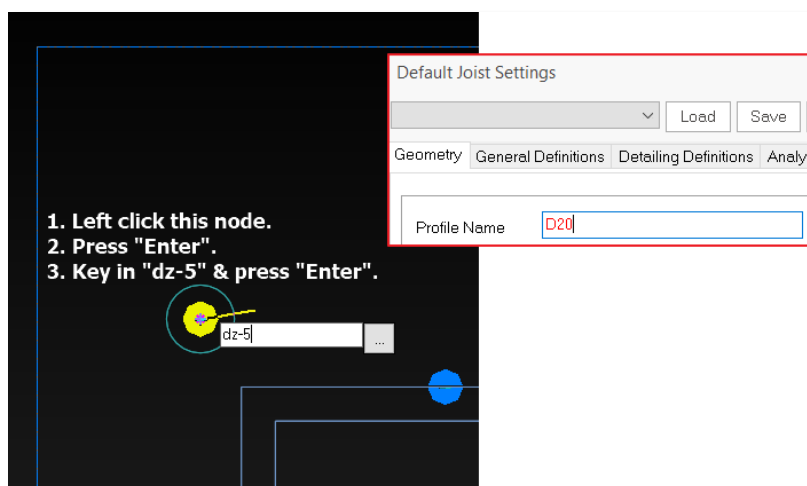 Default Joist Settings
Load Save
Geometry General Definitions Detailing Definitions Analy
Profile Name D20
1. Left click this node.
2. Press "Enter".
3. Key in "dz-5" & press "Enter".
dz-5 ...